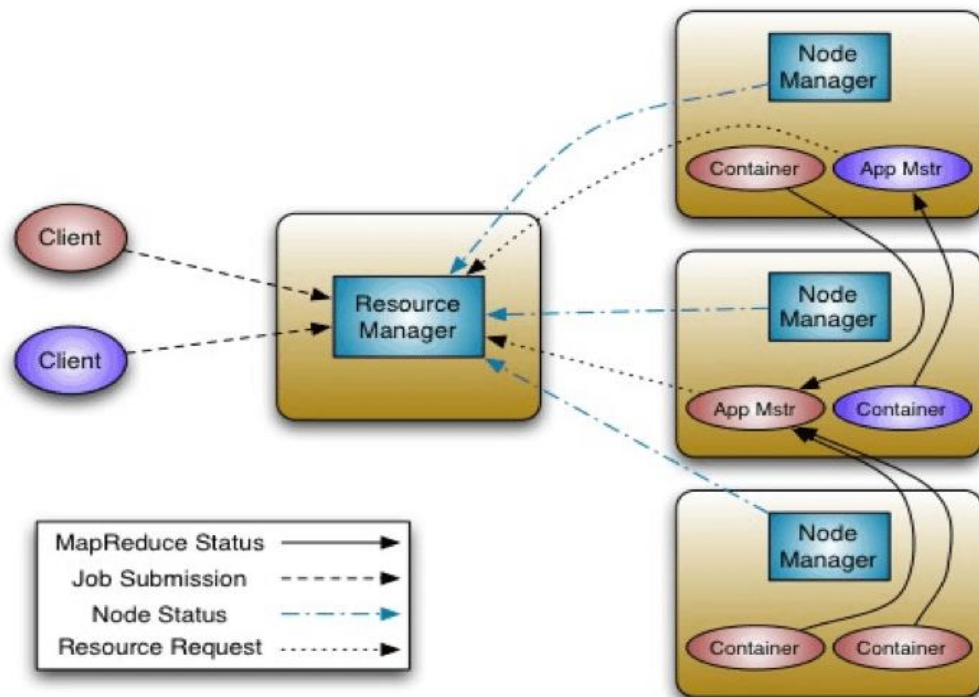 Node
Manager
Container
App Mstr
Client
Client
Resource
Manager
Node
Manager
App Mstr
Container
Node
Manager
Container
Container
MapReduce Status
Job Submission
Node Status
Resource Request